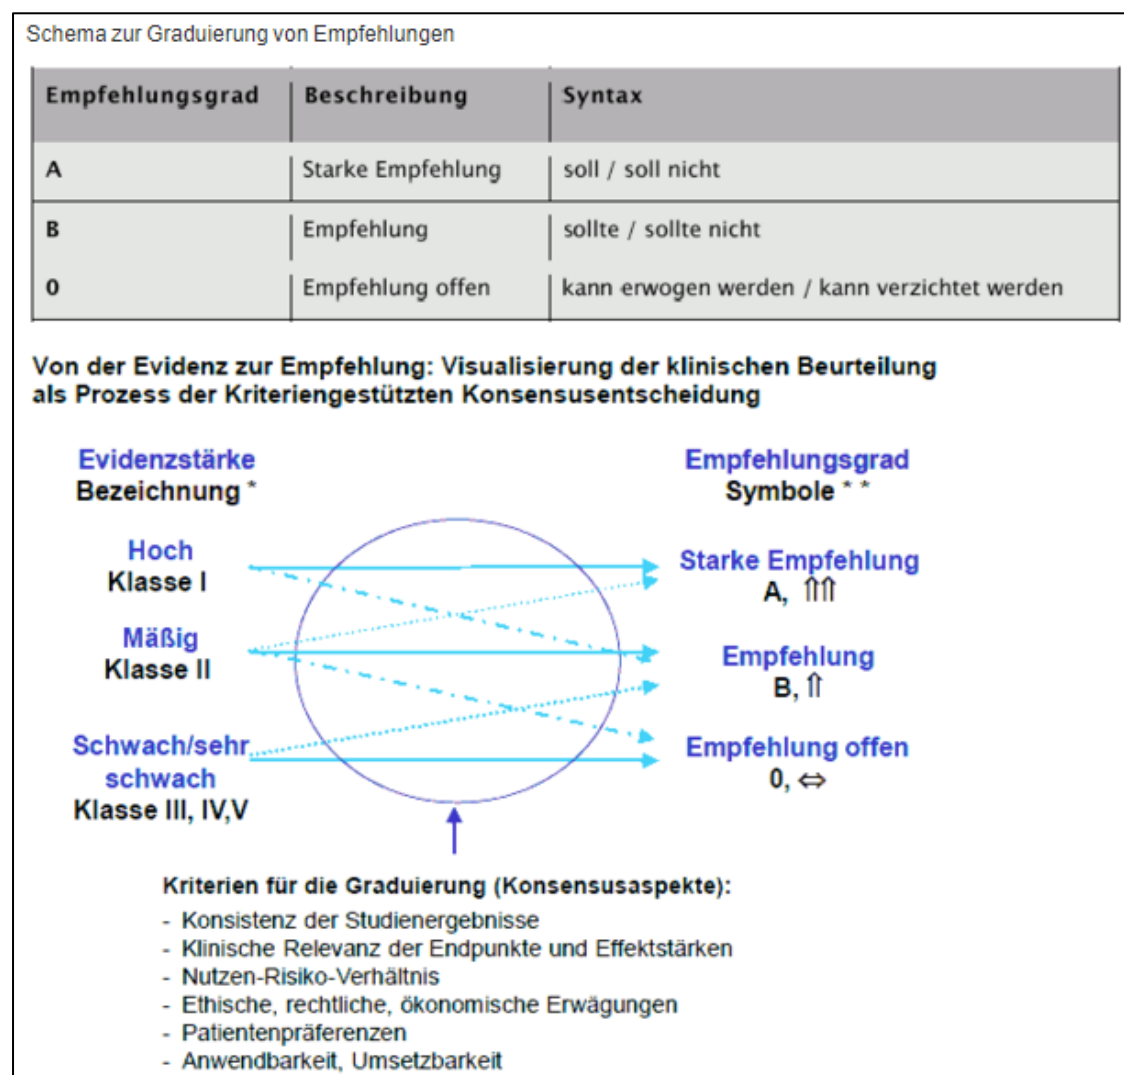 Schema zur Graduierung von Empfehlungen
Empfehlungsgrad Beschreibung Syntax
A Starke Empfehlung soll / soll nicht
B Empfehlung sollte / sollte nicht
0 Empfehlung offen kann erwogen werden / kann verzichtet werden
Von der Evidenz zur Empfehlung: Visualisierung der klinischen Beurteilung
als Prozess der Kriteriengestützten Konsensusentscheidung
Evidenzstärke
Bezeichnung *
Empfehlungsgrad
Symbole * *
Hoch
Klasse I
Starke Empfehlung
A, ⇑⇑
Mäßig
Klasse II
Empfehlung
B, ⇑
Schwach/sehr
schwach
Klasse III, IV,V
Empfehlung offen
0, ⇔
Kriterien für die Graduierung (Konsensusaspekte):
- Konsistenz der Studienergebnisse
- Klinische Relevanz der Endpunkte und Effektstärken
- Nutzen-Risiko-Verhältnis
- Ethische, rechtliche, ökonomische Erwägungen
- Patientenpräferenzen
- Anwendbarkeit, Umsetzbarkeit